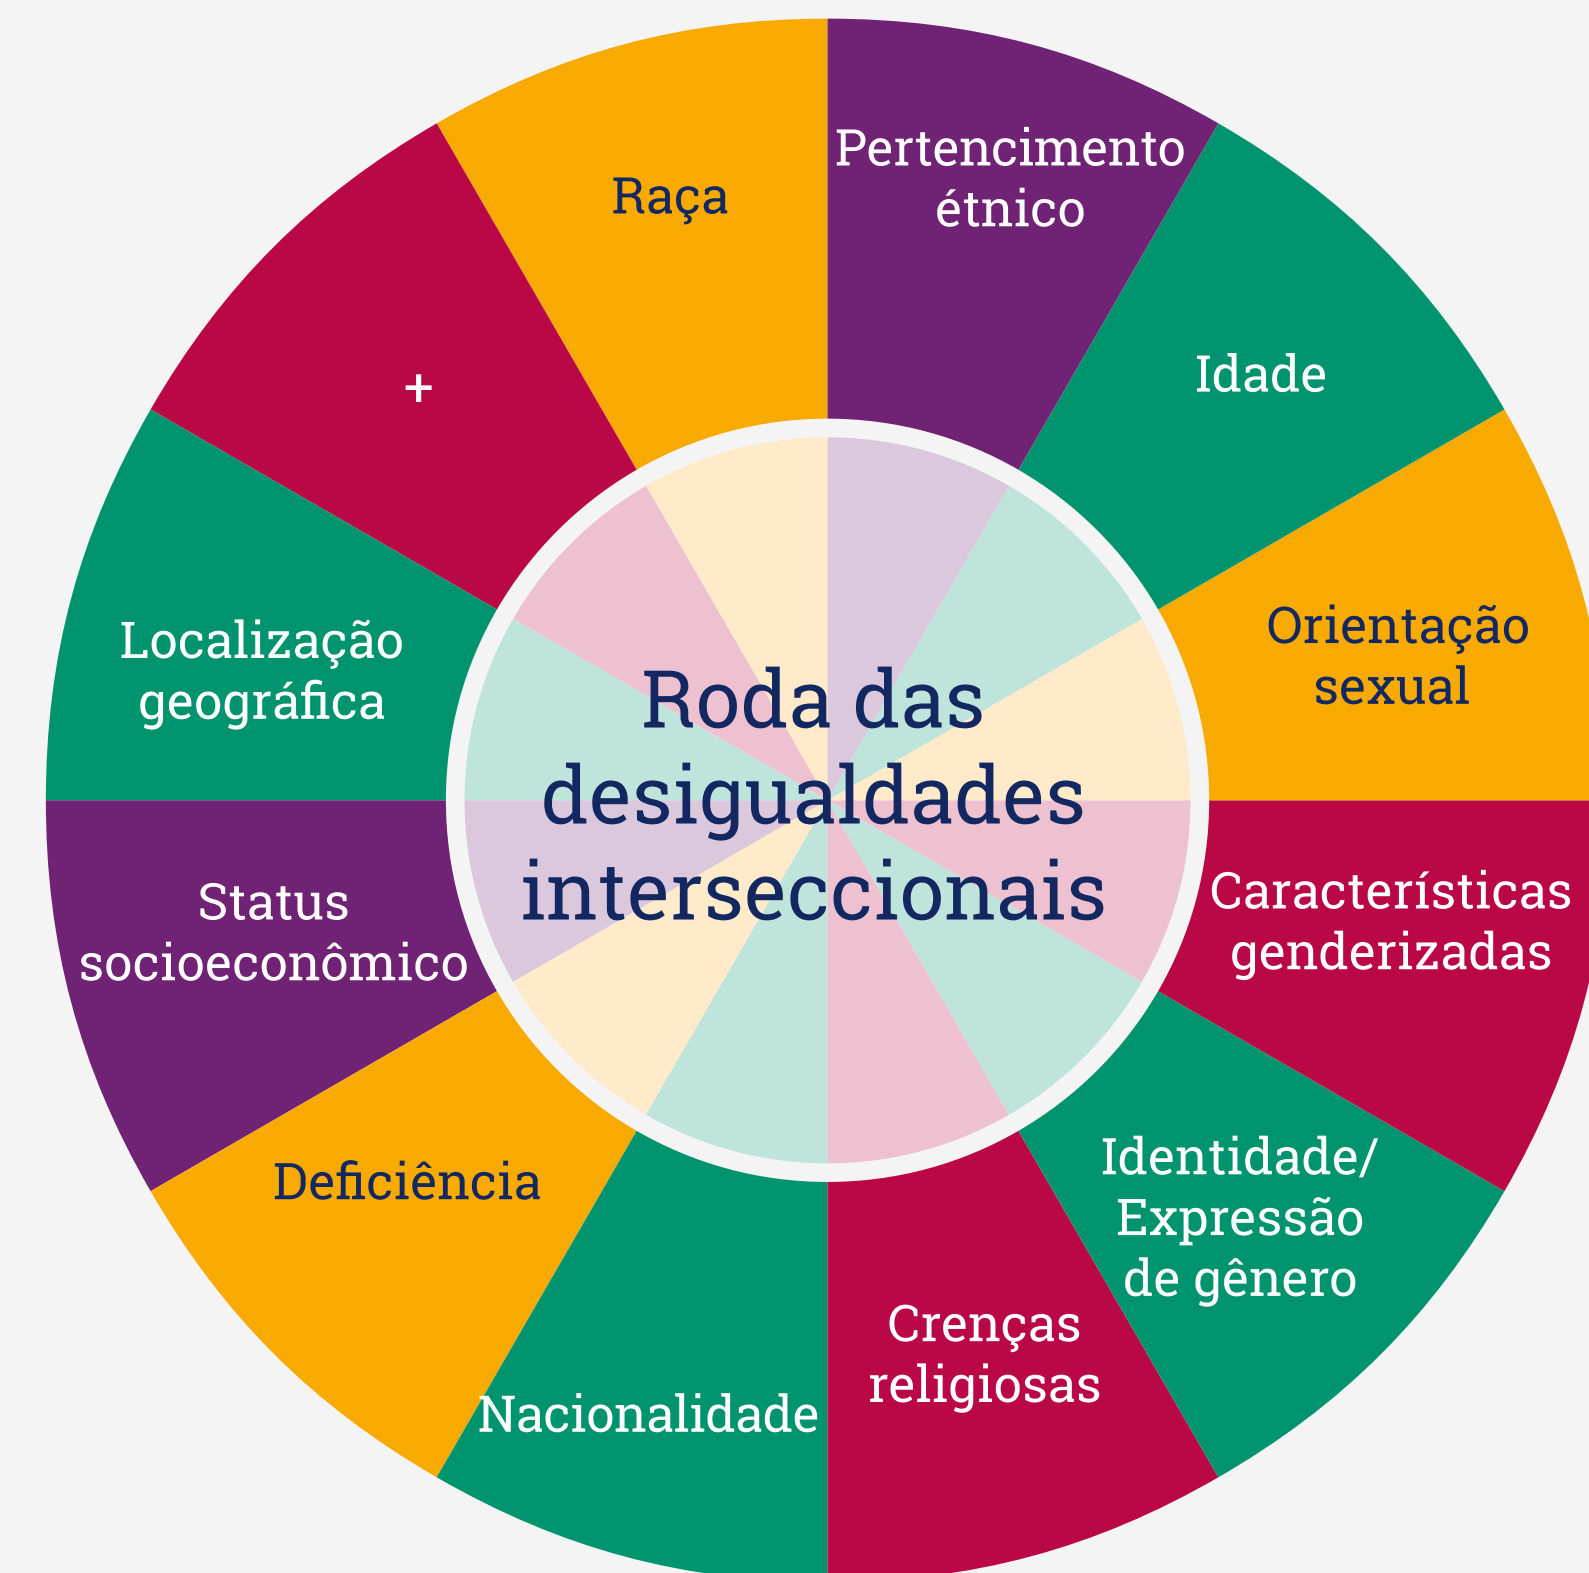 Raça
Pertencimento
étnico
Idade
Orientação
sexual
Características
genderizadas
Identidade/
Expressão
de gênero
Crenças
religiosas
Nacionalidade
Deficiência
Status
socioeconômico
Localização
geográfica
+
Roda das
desigualdades
interseccionais